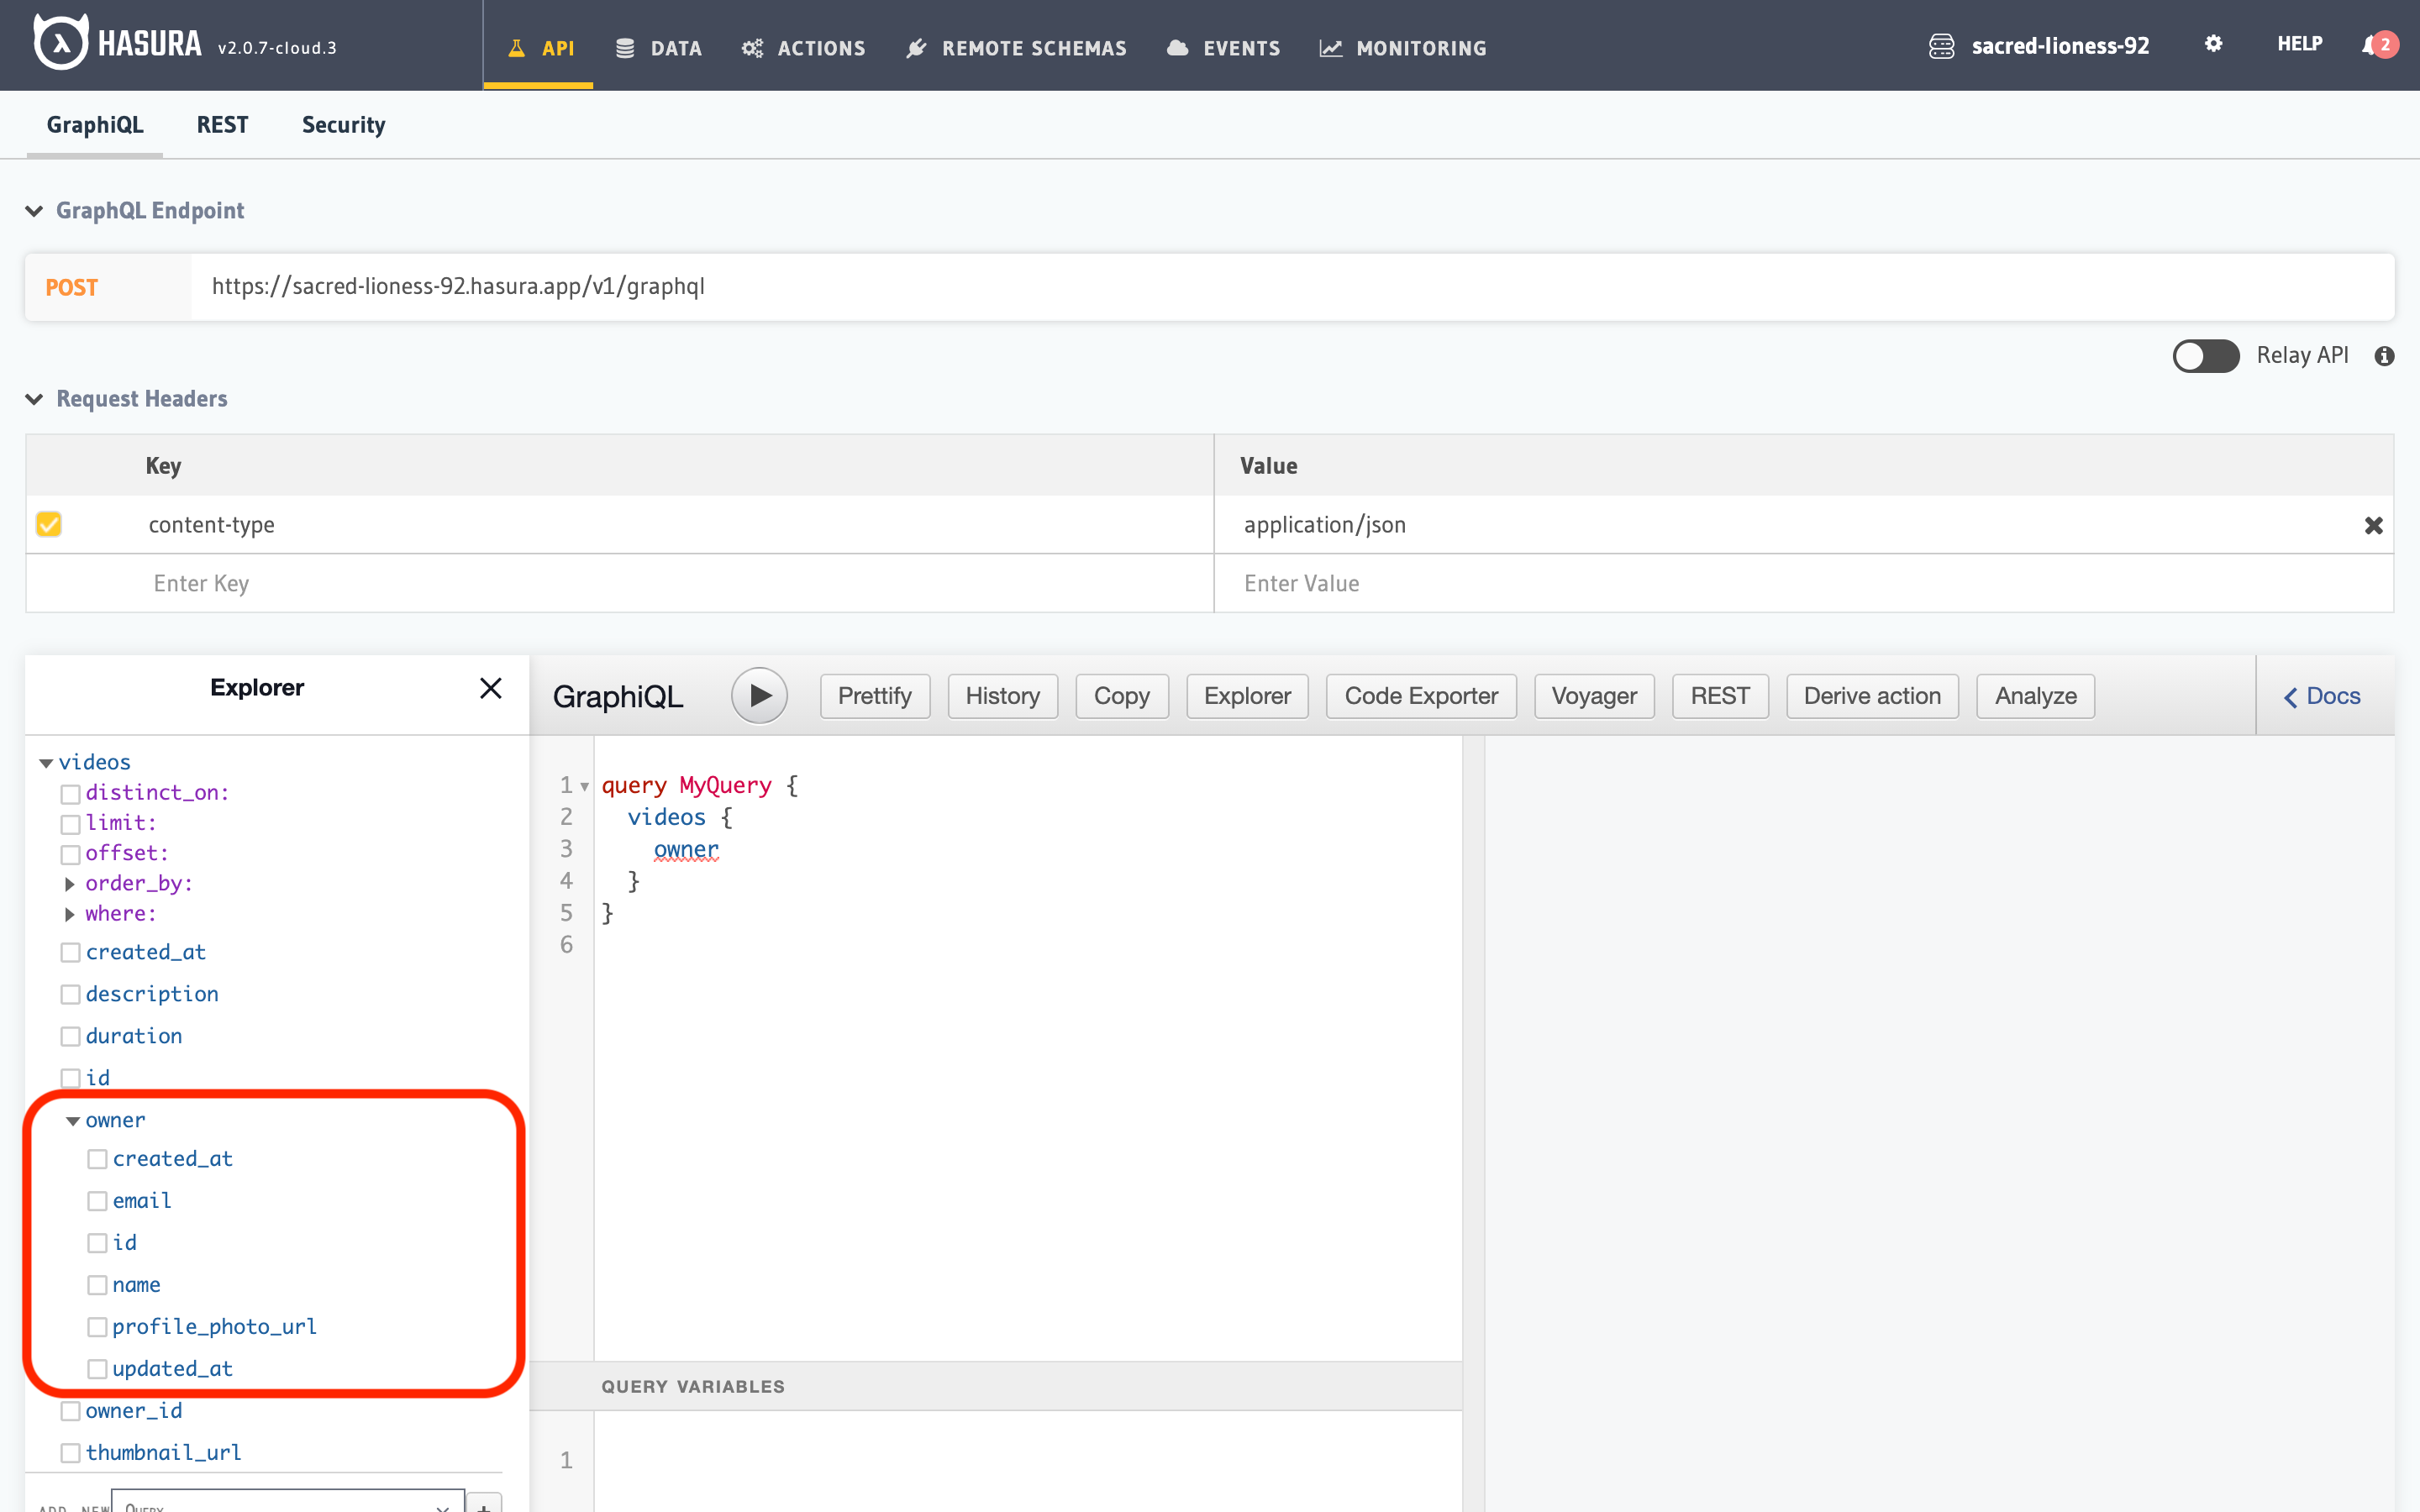 HASURA v2.0.7-cloud.3
API DATA ACTIONS REMOTE SCHEMAS EVENTS MONITORING
sacred-lioness-92 HELP 2
GraphiQL REST Security
GraphQL Endpoint
POST https://sacred-lioness-92.hasura.app/v1/graphql
Relay API
Request Headers
Key Value
content-type application/json
Enter Key Enter Value
Explorer
GraphiQL Prettify History Copy Explorer Code Exporter Voyager REST Derive action Analyze Docs
videos
distinct_on:
limit:
offset:
order_by:
where:
created_at
description
duration
id
owner
created_at
email
id
name
profile_photo_url
updated_at
owner_id
thumbnail_url
ADD NEW Query +
1 query MyQuery {
2 videos {
3 owner
4 }
5 }
6
QUERY VARIABLES
1